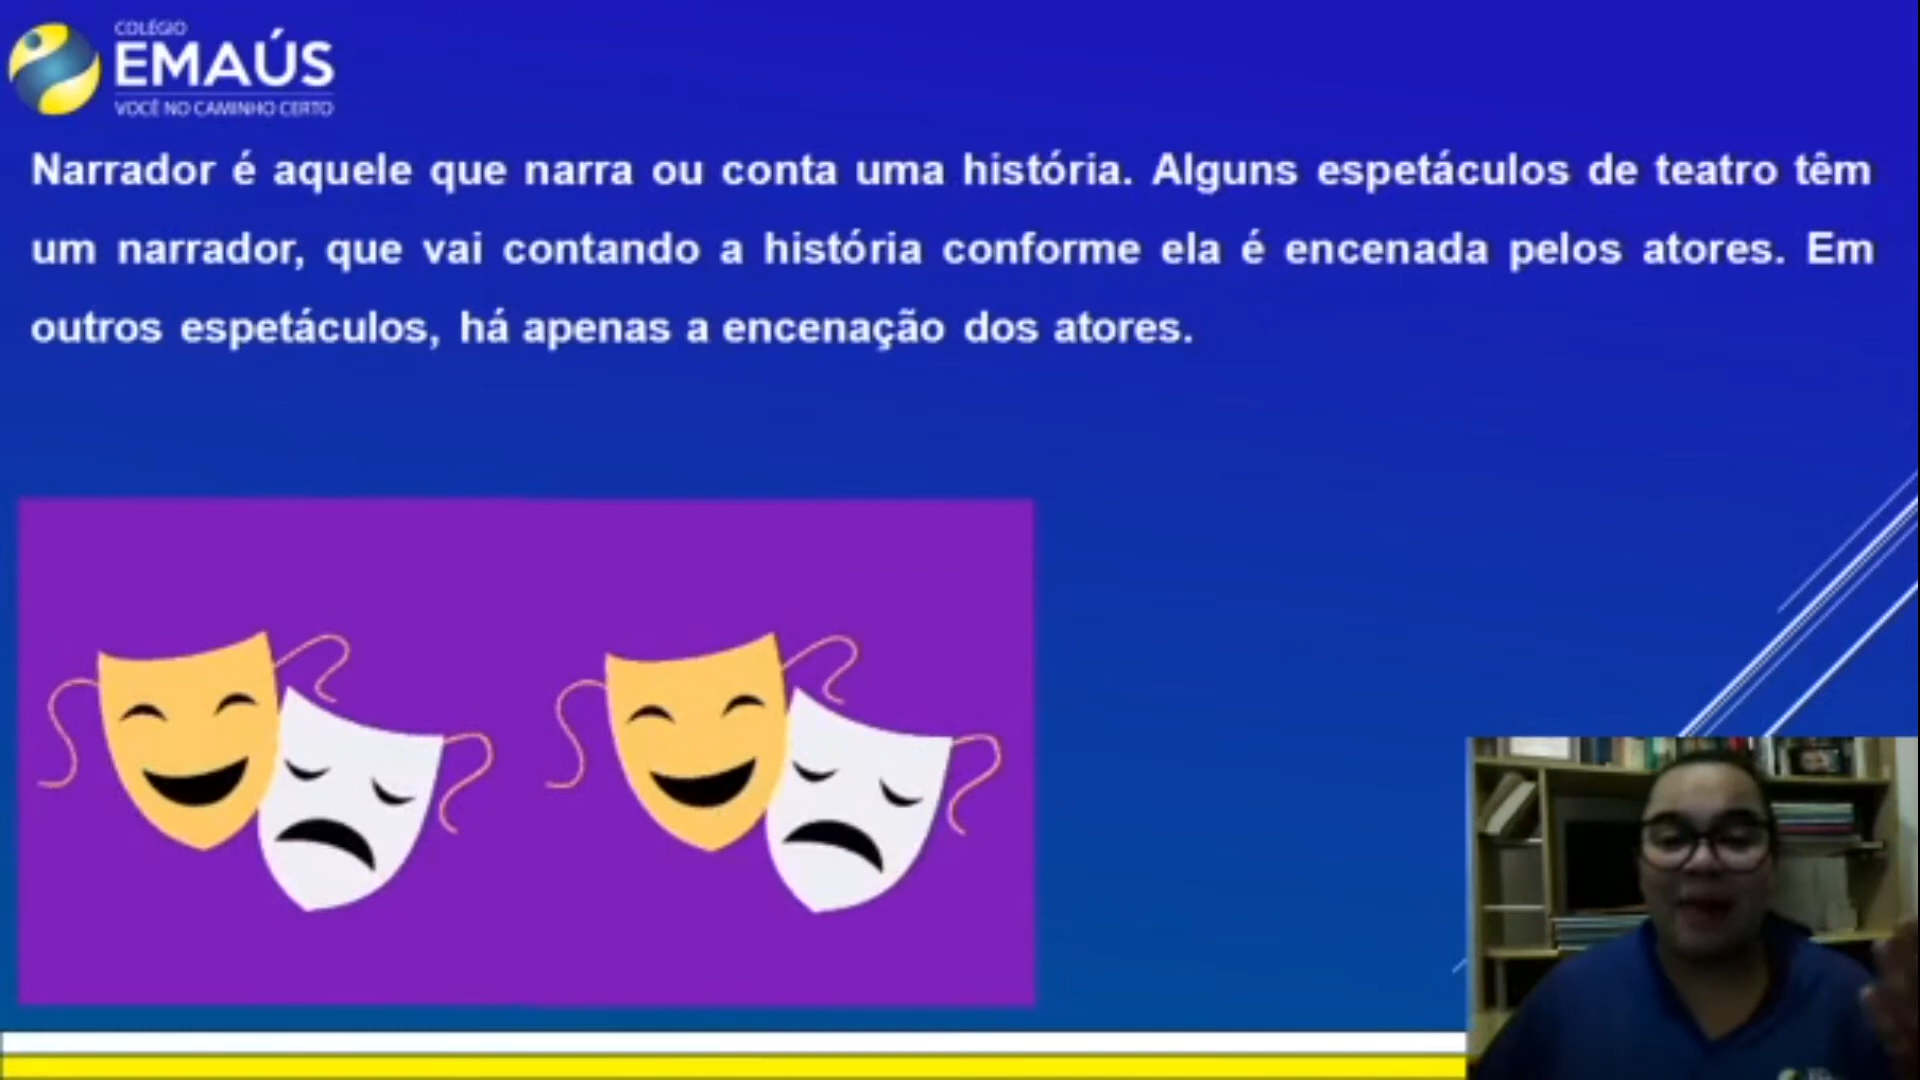 COLÉGIO
EMAÚS
VOCÊ NO CAMINHO CERTO
Narrador é aquele que narra ou conta uma história. Alguns espetáculos de teatro têm
um narrador, que vai contando a história conforme ela é encenada pelos atores. Em
outros espetáculos, há apenas a encenação dos atores.